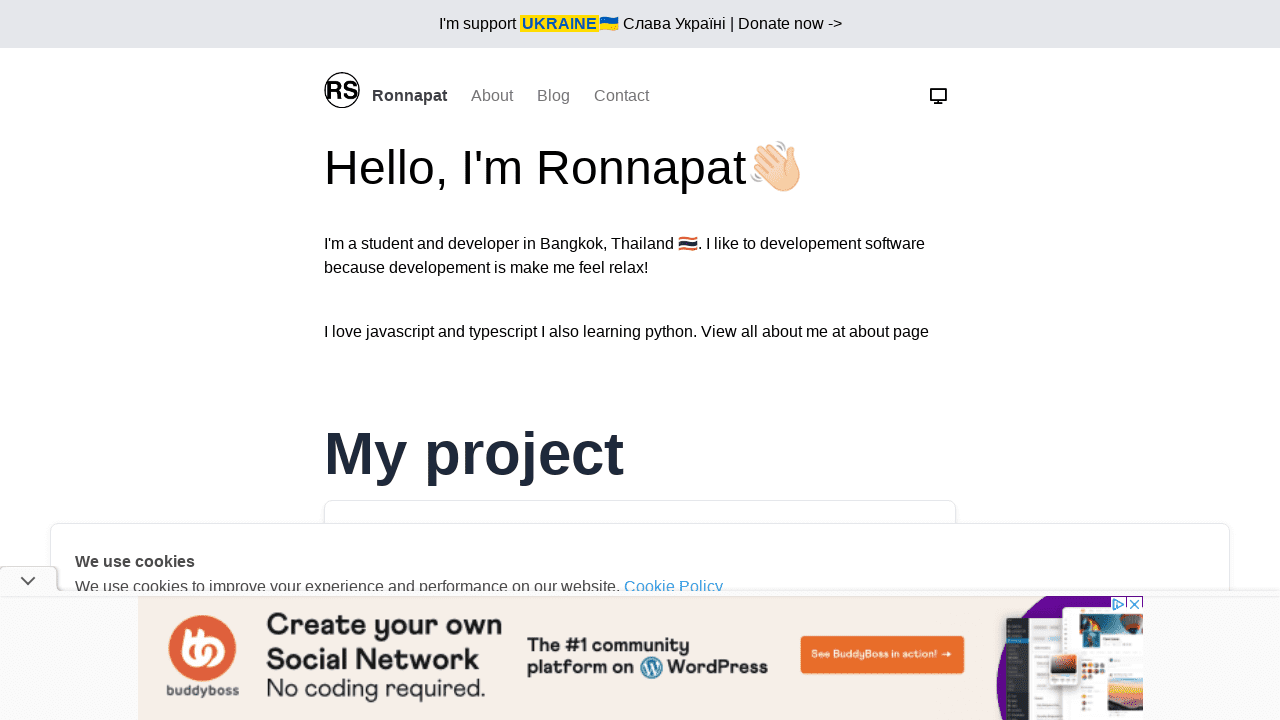 I'm support UKRAINE🇺🇦 Слава Україні | Donate now ->
RS Ronnapat About Blog Contact
Hello, I'm Ronnapat👋🏻
I'm a student and developer in Bangkok, Thailand 🇹🇭. I like to developement software
because developement is make me feel relax!
I love javascript and typescript I also learning python. View all about me at about page
My project
We use cookies
We use cookies to improve your experience and performance on our website. Cookie Policy
buddyboss
Create your own
Social Network
No coding required.
The #1 community
platform on WordPress
See BuddyBoss in action! →